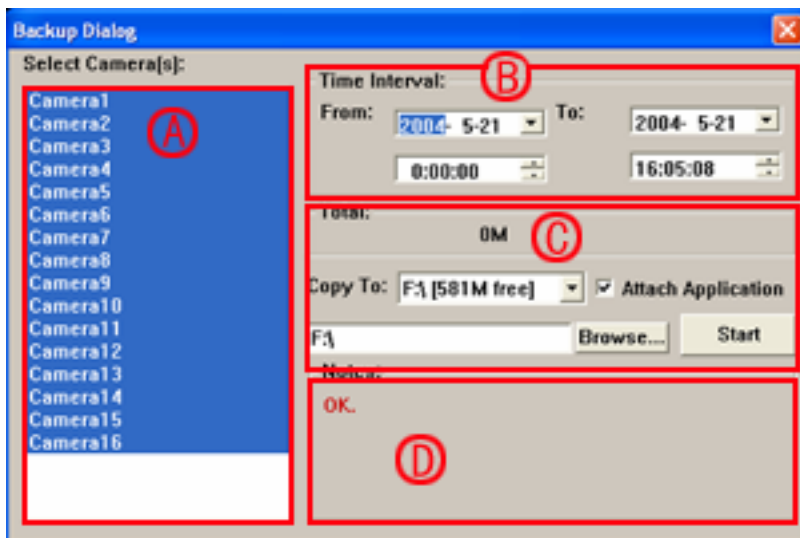 Backup Dialog
Select Camera[s]:
Camera1
Camera2
Camera3
Camera4
Camera5
Camera6
Camera7
Camera8
Camera9
Camera10
Camera11
Camera12
Camera13
Camera14
Camera15
Camera16
A
B
Time Interval:
From: 2004- 5-21 To: 2004- 5-21
0:00:00 16:05:08
Total:
0M
C
Copy To: F:\ [581M free] Attach Application
F:\ Browse... Start
Notes:
OK.
D